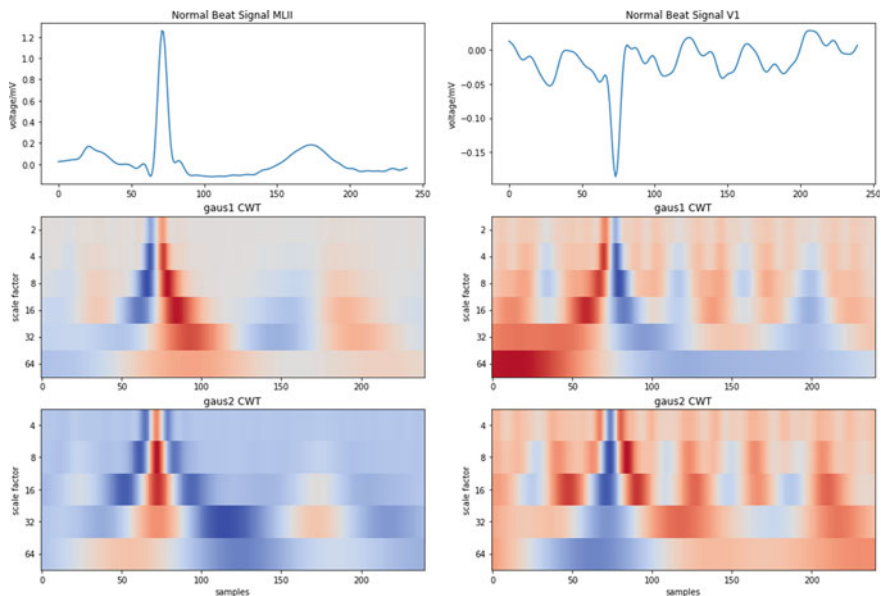 Normal Beat Signal MLII
voltage/mV
1.2
1.0
0.8
0.6
0.4
0.2
0.0
0 50 100 150 200 250
gaus1 CWT
scale factor
2
4
8
16
32
64
0 50 100 150 200
gaus2 CWT
scale factor
4
8
16
32
64
0 50 100 150 200
samples
Normal Beat Signal V1
voltage/mV
0.00
−0.05
−0.10
−0.15
0 50 100 150 200 250
gaus1 CWT
scale factor
2
4
8
16
32
64
0 50 100 150 200
gaus2 CWT
scale factor
4
8
16
32
64
0 50 100 150 200
samples